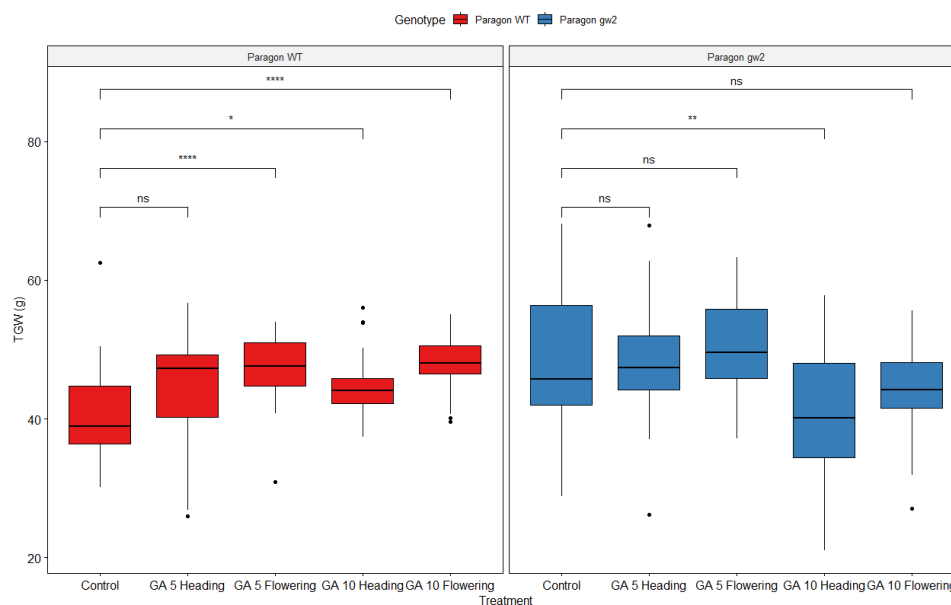 Genotype Paragon WT Paragon gw2
Paragon WT Paragon gw2
**** ns
* **
**** ns
ns ns
80
60
40
20
TGW (g)
Control GA 5 Heading GA 5 Flowering GA 10 Heading GA 10 Flowering Control GA 5 Heading GA 5 Flowering GA 10 Heading GA 10 Flowering
Treatment